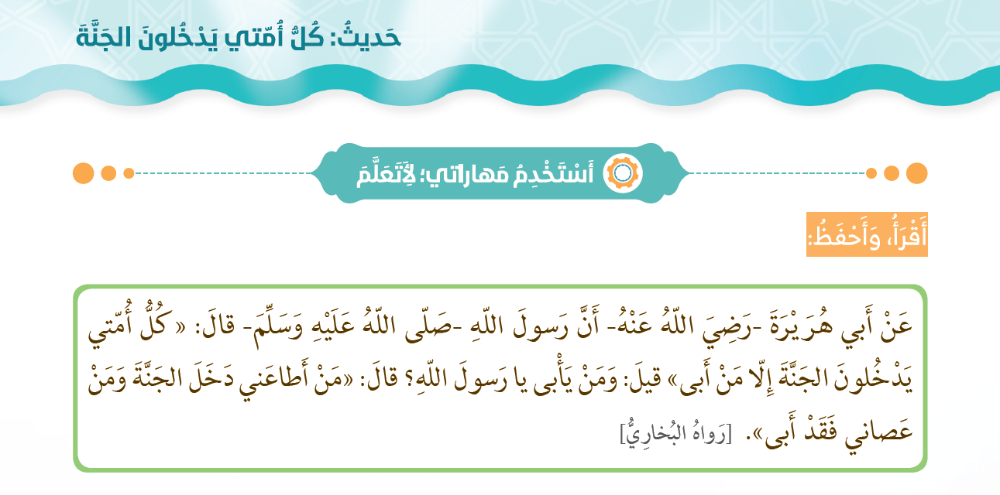 حَديثُ: كُلُّ أُمّتي يَدْخُلونَ الجَنَّةَ
أَسْتَخْدِمُ مَهاراتي؛ لِأَتَعَلَّمَ
أَقْرَأُ، وَأَحْفَظُ:
عَنْ أَبي هُرَيْرَةَ -رَضِيَ اللّهُ عَنْهُ- أَنَّ رَسولَ اللّهِ -صَلّى اللّهُ عَلَيْهِ وَسَلِّمَ- قالَ: «كُلُّ أُمّتي
يَدْخُلونَ الجَنَّةَ إِلّا مَنْ أَبى» قيلَ: وَمَنْ يَأْبى يا رَسولَ اللّهِ؟ قالَ: «مَنْ أَطاعَني دَخَلَ الجَنَّةَ وَمَنْ
عَصاني فَقَدْ أَبى». [رَواهُ البُخارِيُّ]